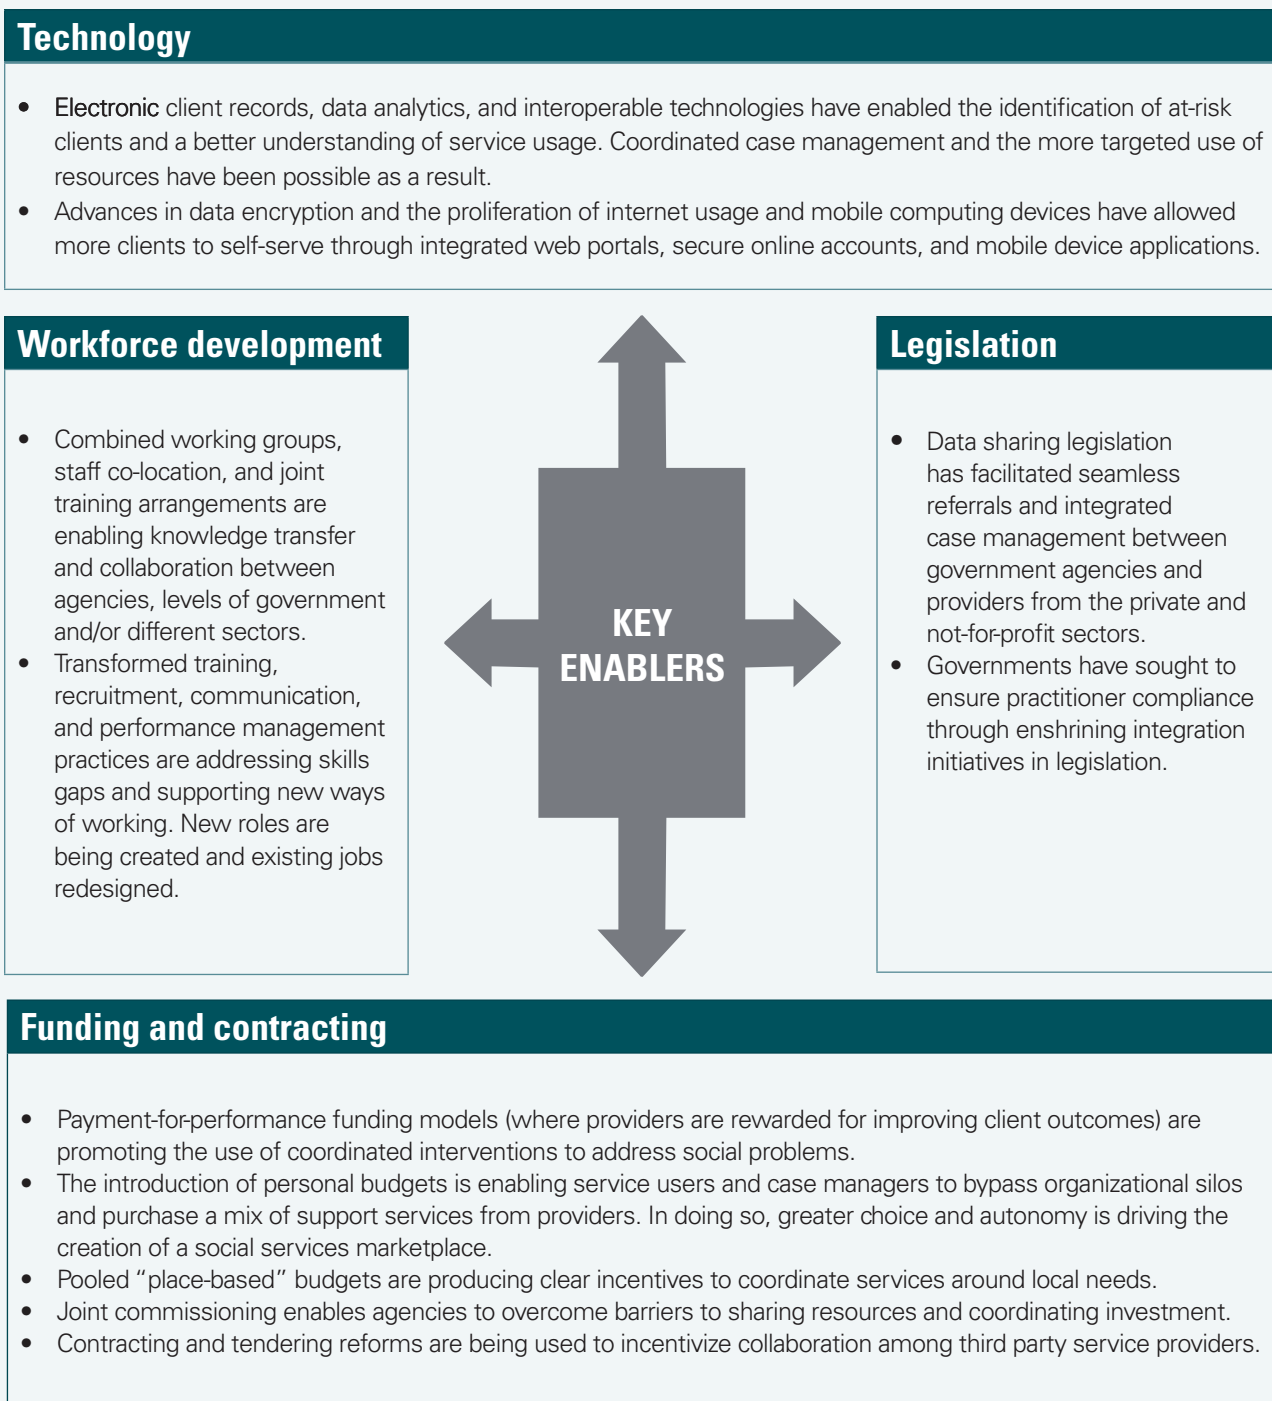 Technology
• Electronic client records, data analytics, and interoperable technologies have enabled the identification of at-risk
clients and a better understanding of service usage. Coordinated case management and the more targeted use of
resources have been possible as a result.
• Advances in data encryption and the proliferation of internet usage and mobile computing devices have allowed
more clients to self-serve through integrated web portals, secure online accounts, and mobile device applications.
Workforce development
• Combined working groups,
staff co-location, and joint
training arrangements are
enabling knowledge transfer
and collaboration between
agencies, levels of government
and/or different sectors.
• Transformed training,
recruitment, communication,
and performance management
practices are addressing skills
gaps and supporting new ways
of working. New roles are
being created and existing jobs
redesigned.
KEY
ENABLERS
Legislation
• Data sharing legislation
has facilitated seamless
referrals and integrated
case management between
government agencies and
providers from the private and
not-for-profit sectors.
• Governments have sought to
ensure practitioner compliance
through enshrining integration
initiatives in legislation.
Funding and contracting
• Payment-for-performance funding models (where providers are rewarded for improving client outcomes) are
promoting the use of coordinated interventions to address social problems.
• The introduction of personal budgets is enabling service users and case managers to bypass organizational silos
and purchase a mix of support services from providers. In doing so, greater choice and autonomy is driving the
creation of a social services marketplace.
• Pooled “place-based” budgets are producing clear incentives to coordinate services around local needs.
• Joint commissioning enables agencies to overcome barriers to sharing resources and coordinating investment.
• Contracting and tendering reforms are being used to incentivize collaboration among third party service providers.